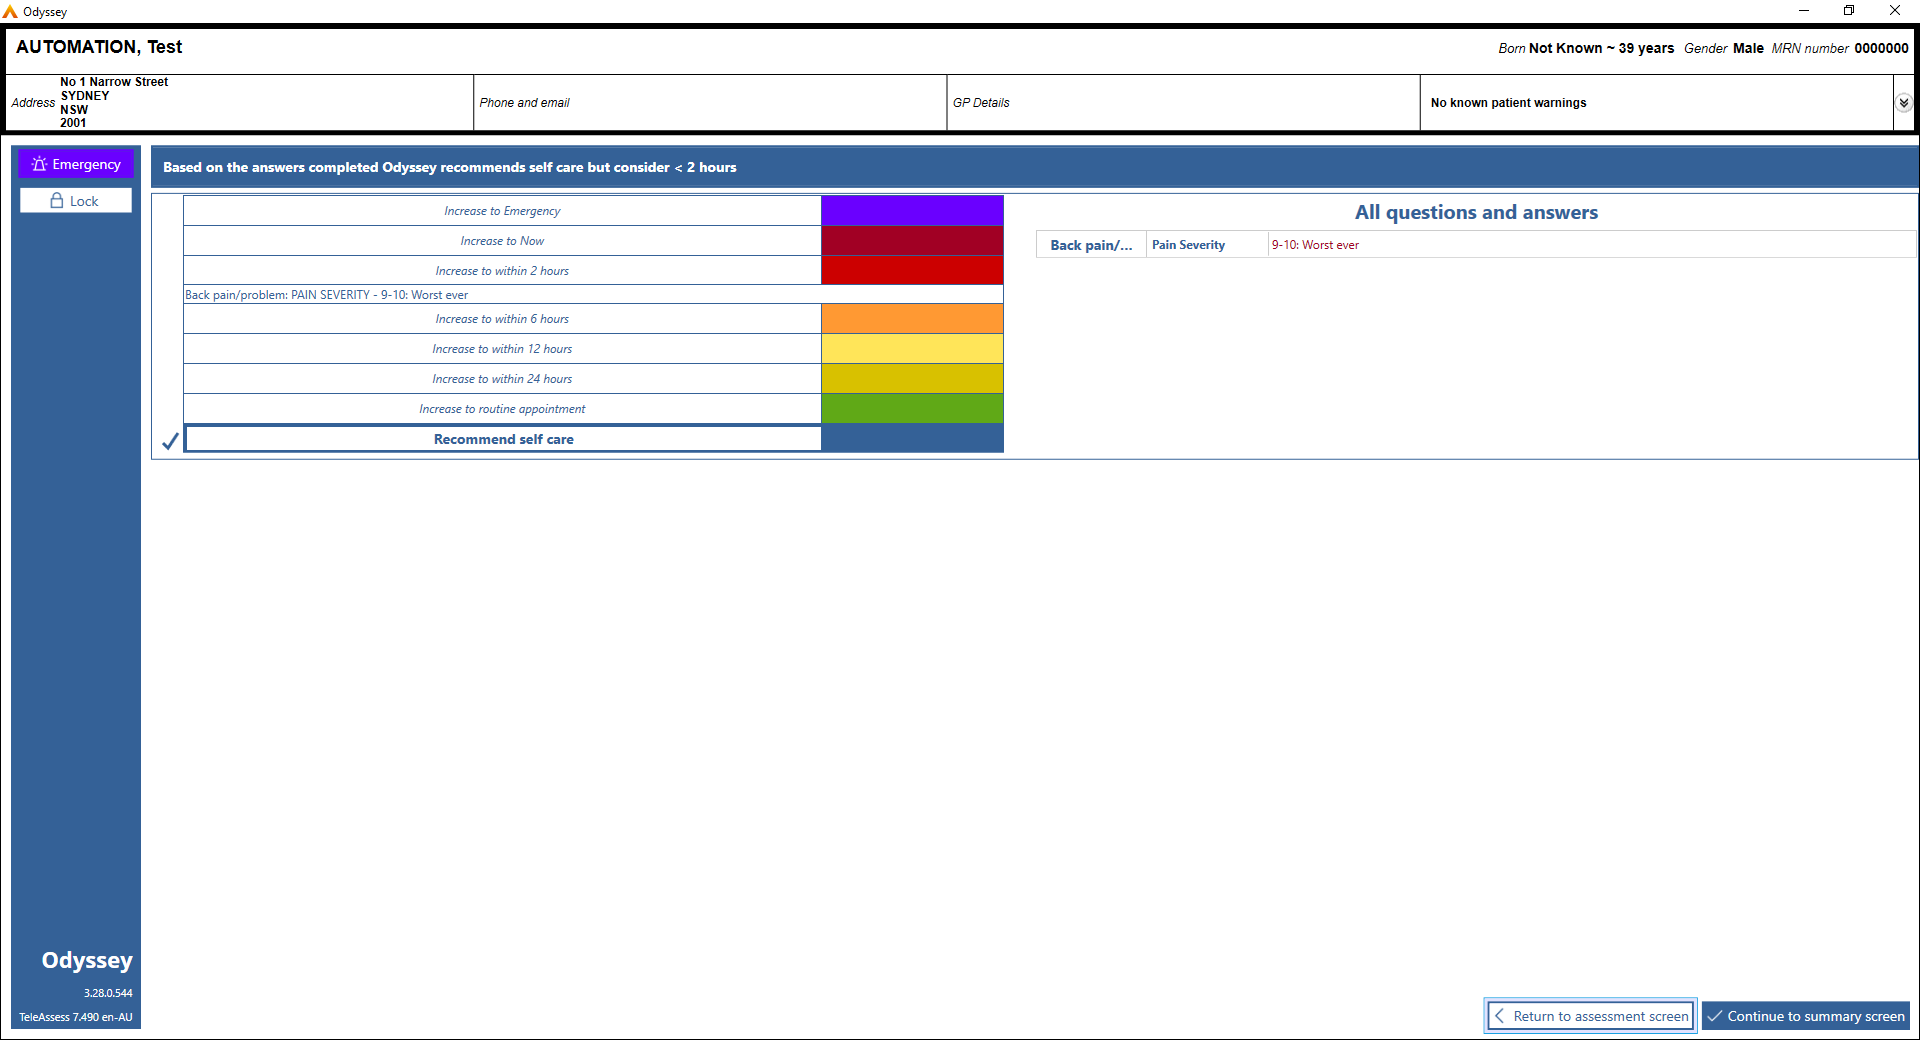 Odyssey
AUTOMATION, Test
Born Not Known ~ 39 years Gender Male MRN number 0000000
Address
No 1 Narrow Street
SYDNEY
NSW
2001
Phone and email
GP Details
No known patient warnings
Emergency
Lock
Based on the answers completed Odyssey recommends self care but consider < 2 hours
Increase to Emergency
Increase to Now
Increase to within 2 hours
Back pain/problem: PAIN SEVERITY - 9-10: Worst ever
Increase to within 6 hours
Increase to within 12 hours
Increase to within 24 hours
Increase to routine appointment
Recommend self care
All questions and answers
Back pain/... Pain Severity 9-10: Worst ever
Odyssey
3.28.0.544
TeleAssess 7.490 en-AU
Return to assessment screen
Continue to summary screen